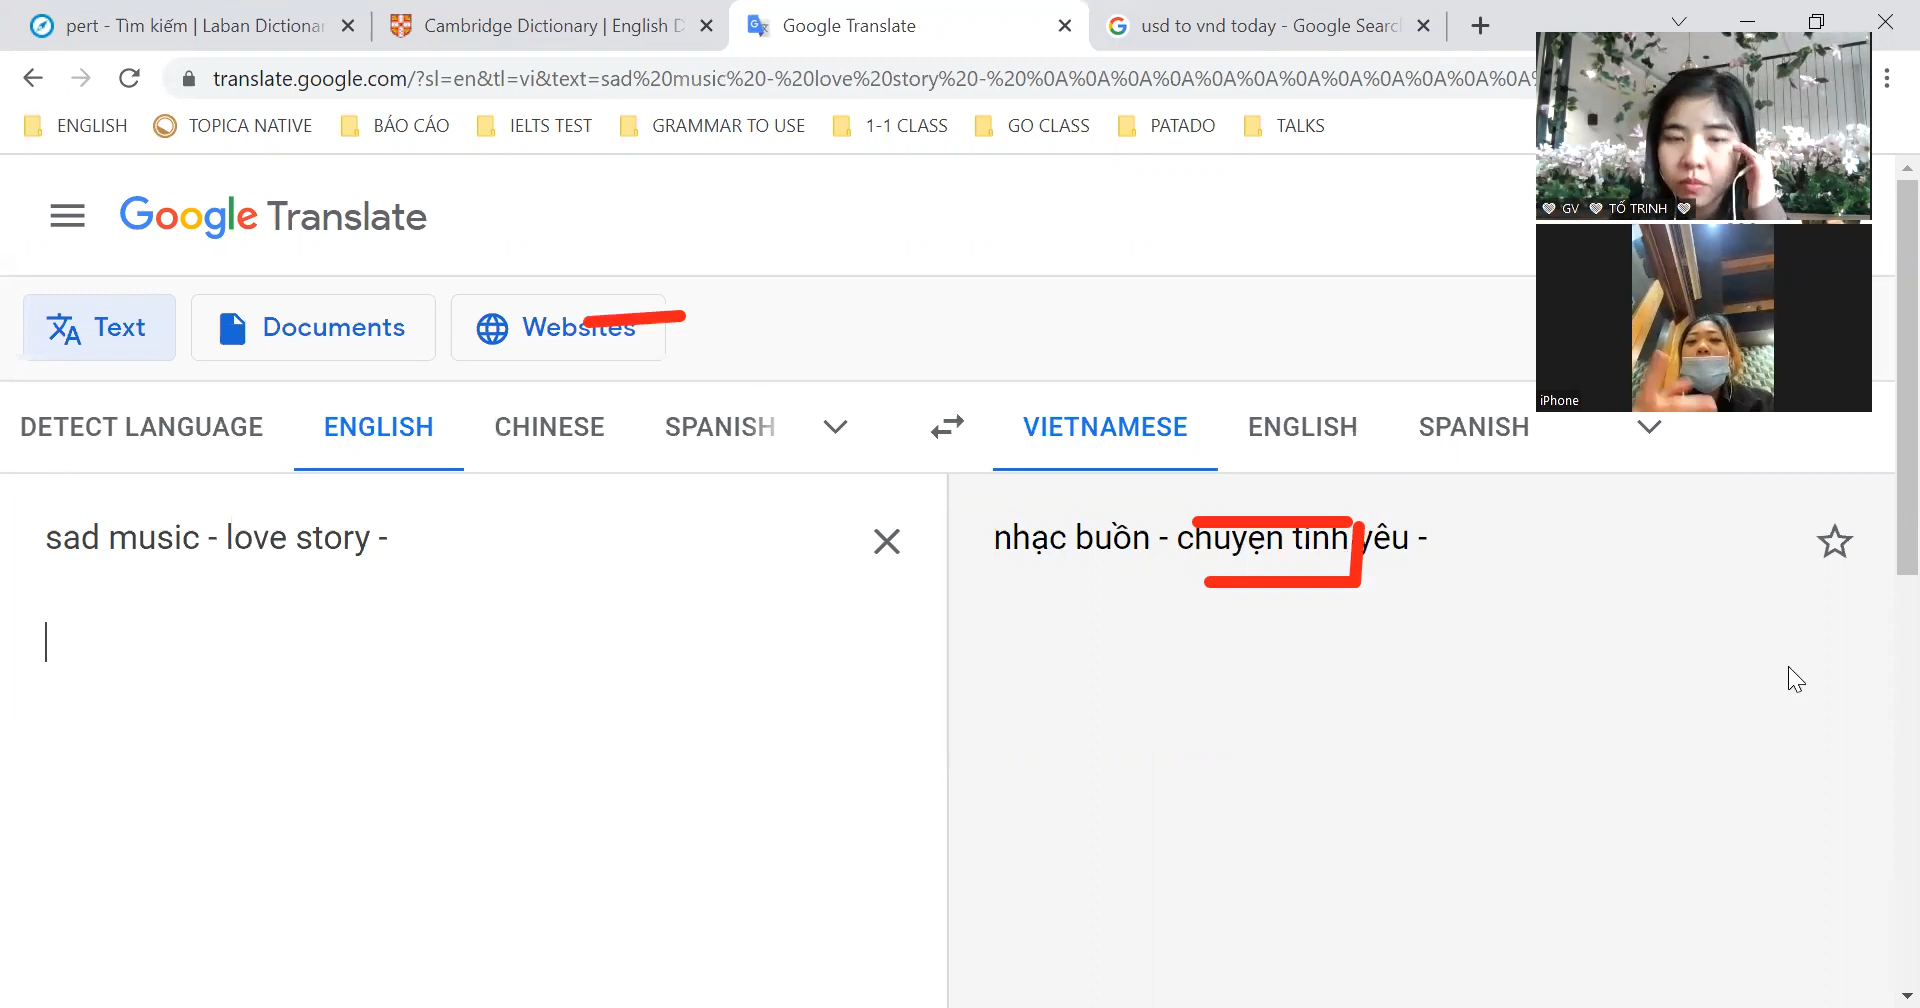 pert - Tìm kiếm | Laban Dictionar
Cambridge Dictionary | English D
Google Translate
usd to vnd today - Google Searc
translate.google.com/?sl=en&tl=vi&text=sad%20music%20-%20love%20story%20-%20%0A%0A%0A%0A%0A%0A%0A%0A%0A%0A%
ENGLISH
TOPICA NATIVE
BÁO CÁO
IELTS TEST
GRAMMAR TO USE
1-1 CLASS
GO CLASS
PATADO
TALKS
GV TỐ TRINH
iPhone
Google Translate
Text
Documents
Websites
DETECT LANGUAGE
ENGLISH
CHINESE
SPANISH
VIETNAMESE
ENGLISH
SPANISH
sad music - love story -
nhạc buồn - chuyện tình yêu -